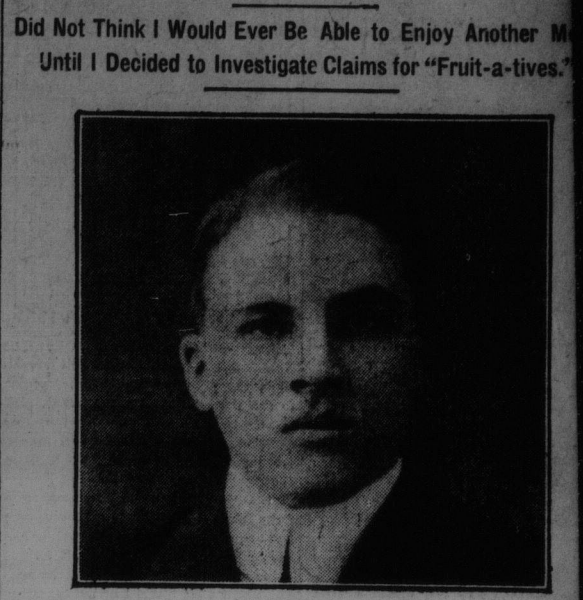 Did Not Think I Would Ever Be Able to Enjoy Another
Until I Decided to Investigate Claims for "Fruit-a-tives."